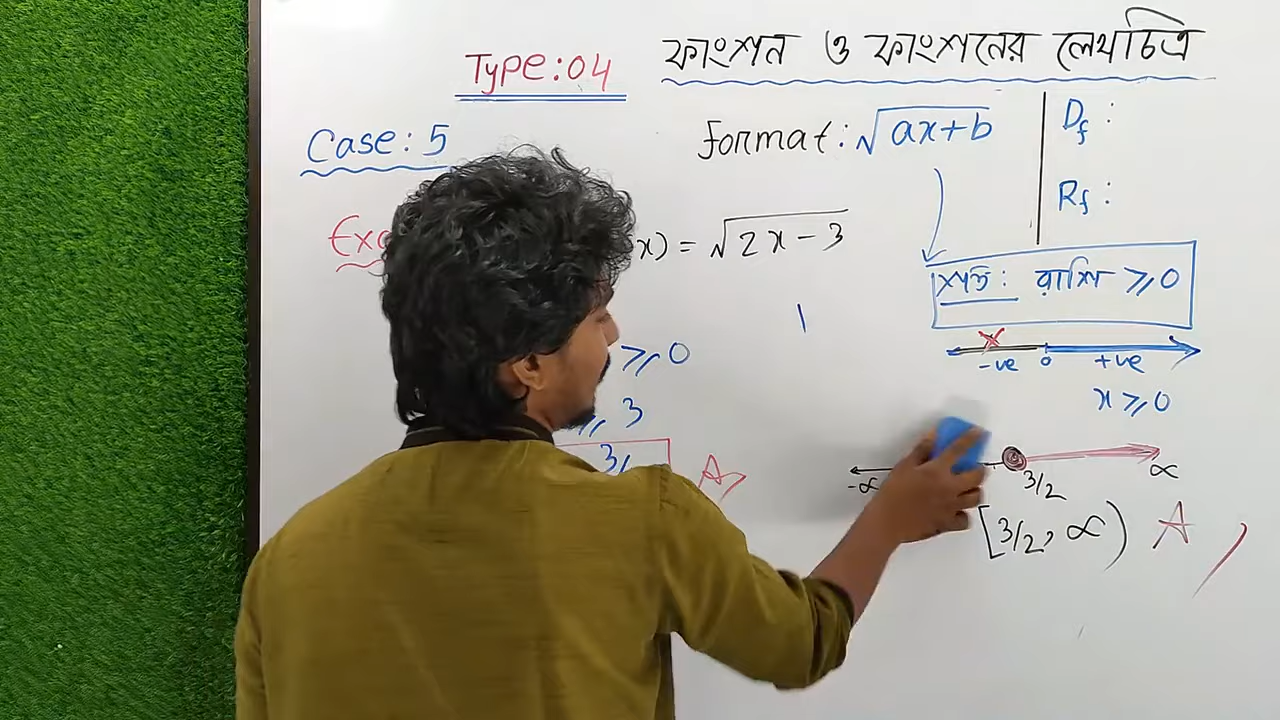 ফাংশন ও ফাংশনের লেখচিত্র
Type: 04
Case: 5
format: √ax+b
D_f :
R_f :
x) = √2x-3
শর্ত: রাশি ≥ 0
≥ 0
-ve 0 +ve
x ≥ 0
≥ 3
3/
A,
-∝ 3/2 ∝
[3/2, ∝) A,